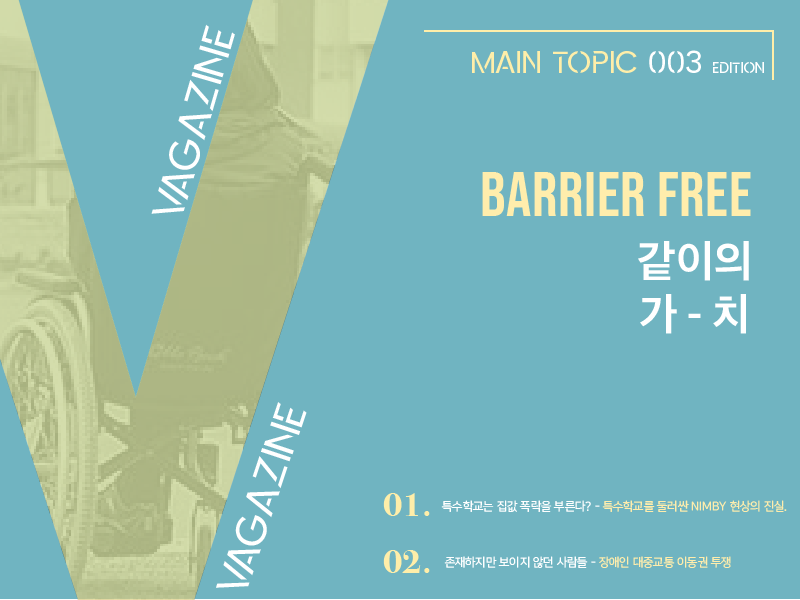 VAGAZINE
MAIN TOPIC 003 EDITION
BARRIER FREE
같이의
가 - 치
VAGAZINE
01. 특수학교는 집값 폭락을 부른다? - 특수학교를 둘러싼 NIMBY 현상의 진실.
02. 존재하지만 보이지 않던 사람들 - 장애인 대중교통 이동권 투쟁